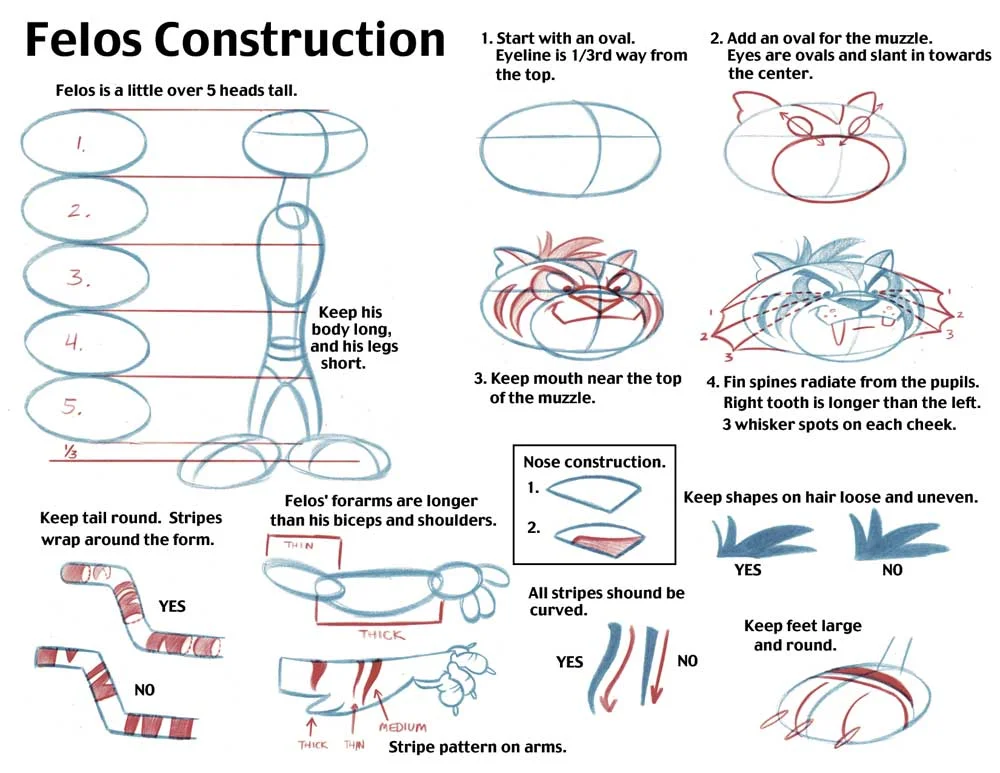 Felos Construction
Felos is a little over 5 heads tall.
1.
2.
3.
4.
5.
1/3
Keep his
body long,
and his legs
short.
1. Start with an oval.
Eyeline is 1/3rd way from
the top.
2. Add an oval for the muzzle.
Eyes are ovals and slant in towards
the center.
3. Keep mouth near the top
of the muzzle.
1
2
3
1
2
3
4. Fin spines radiate from the pupils.
Right tooth is longer than the left.
3 whisker spots on each cheek.
Keep tail round. Stripes
wrap around the form.
YES
NO
Felos' forarms are longer
than his biceps and shoulders.
THIN
THICK
THICK
THIN
MEDIUM
Stripe pattern on arms.
Nose construction.
1.
2.
All stripes shound be
curved.
YES
NO
Keep shapes on hair loose and uneven.
YES
NO
Keep feet large
and round.